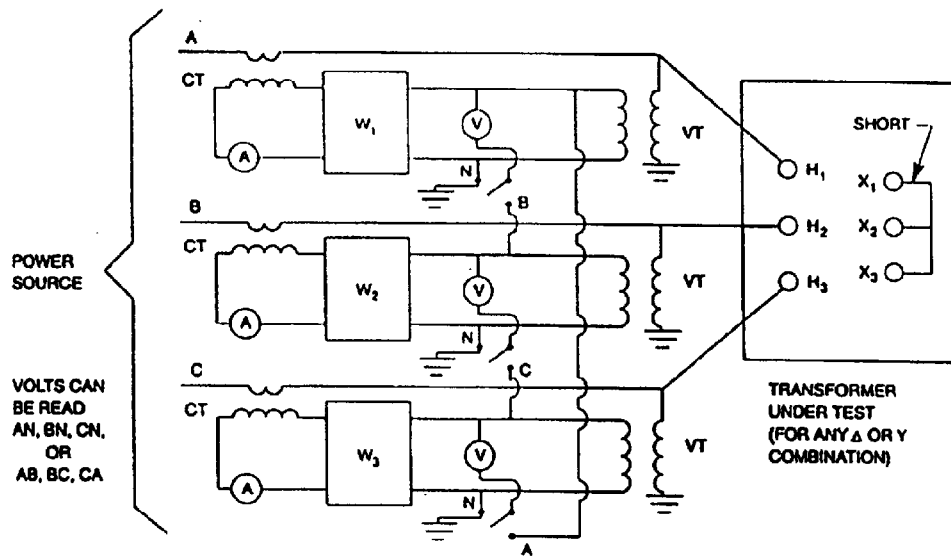 POWER
SOURCE
VOLTS CAN
BE READ
AN, BN, CN,
OR
AB, BC, CA
A
CT
A
W1
V
N
B
VT
B
CT
A
W2
V
N
C
VT
C
CT
A
W3
V
N
A
VT
SHORT
H1
H2
H3
X1
X2
X3
TRANSFORMER
UNDER TEST
(FOR ANY Δ OR Y
COMBINATION)